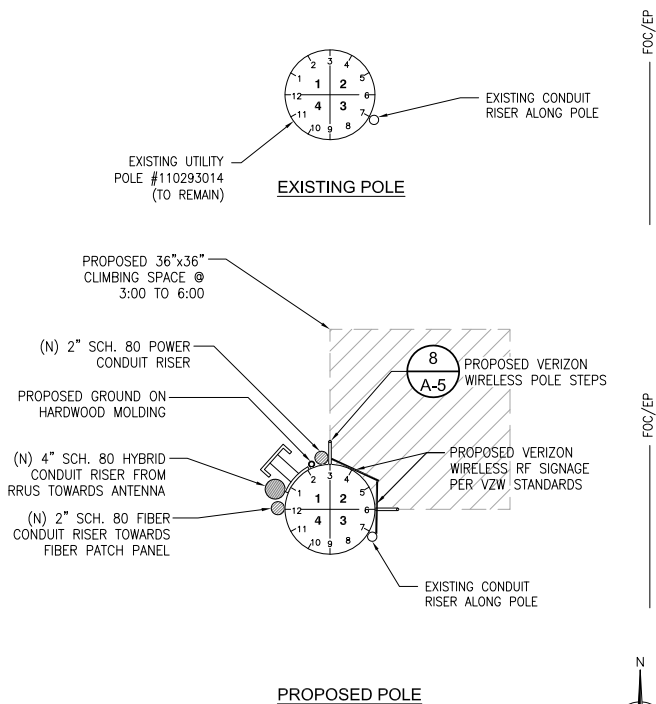 FOC/EP
2 3 4
1 5
1 2
12 6
4 3
11 7
10 9 8
EXISTING CONDUIT
RISER ALONG POLE
EXISTING UTILITY
POLE #110293014
(TO REMAIN)
EXISTING POLE
PROPOSED 36"x36"
CLIMBING SPACE @
3:00 TO 6:00
(N) 2" SCH. 80 POWER
CONDUIT RISER
PROPOSED GROUND ON
HARDWOOD MOLDING
(N) 4" SCH. 80 HYBRID
CONDUIT RISER FROM
RRUS TOWARDS ANTENNA
(N) 2" SCH. 80 FIBER
CONDUIT RISER TOWARDS
FIBER PATCH PANEL
8
A-5
PROPOSED VERIZON
WIRELESS POLE STEPS
PROPOSED VERIZON
WIRELESS RF SIGNAGE
PER VZW STANDARDS
FOC/EP
2 3 4
1 5
1 2
12 6
4 3
11 7
10 9 8
EXISTING CONDUIT
RISER ALONG POLE
PROPOSED POLE
N